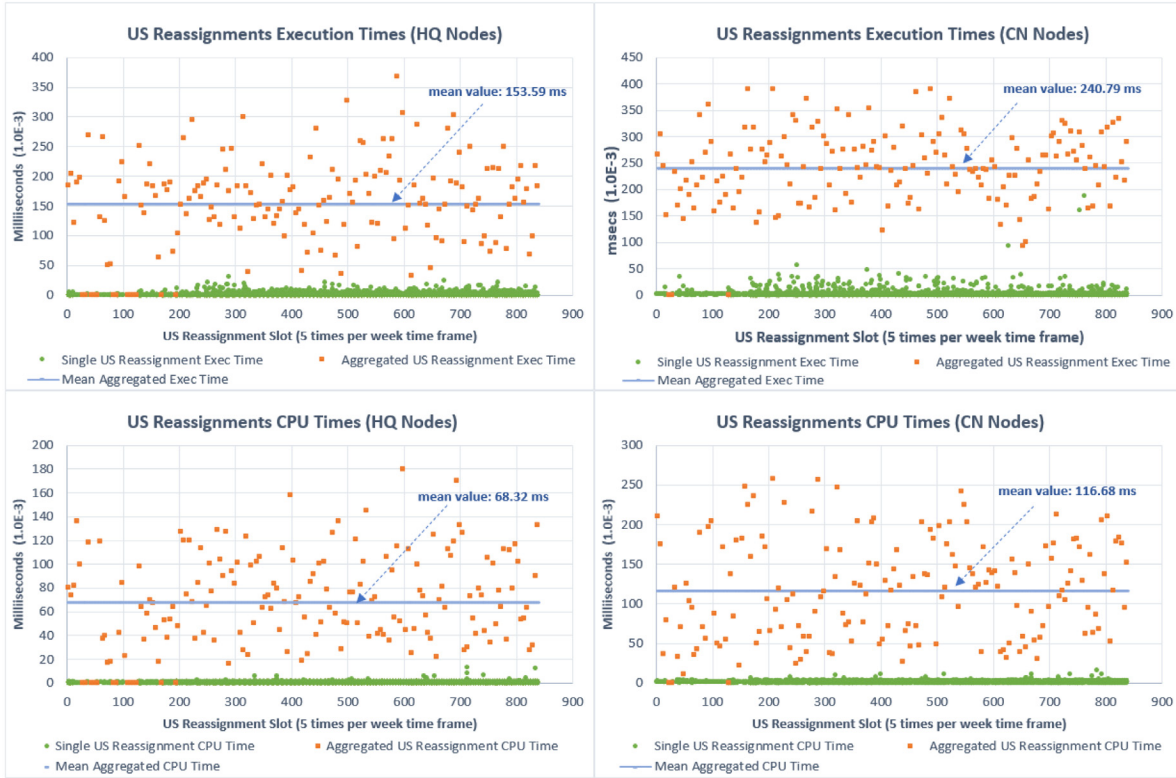 US Reassignments Execution Times (HQ Nodes)
400
350
300
250
200
150
100
50
0
Milliseconds (1.0E-3)
mean value: 153.59 ms
0 100 200 300 400 500 600 700 800 900
US Reassignment Slot (5 times per week time frame)
Single US Reassignment Exec Time Aggregated US Reassignment Exec Time
Mean Aggregated Exec Time
US Reassignments Execution Times (CN Nodes)
450
400
350
300
250
200
150
100
50
0
msecs (1.0E-3)
mean value: 240.79 ms
0 100 200 300 400 500 600 700 800 900
US Reassignment Slot (5 times per week time frame)
Single US Reassignment Exec Time Aggregated US Reassignment Exec Time
Mean Aggregated Exec Time
US Reassignments CPU Times (HQ Nodes)
200
180
160
140
120
100
80
60
40
20
0
Milliseconds (1.0E-3)
mean value: 68.32 ms
0 100 200 300 400 500 600 700 800 900
US Reassignment Slot (5 times per week time frame)
Single US Reassignment CPU Time Aggregated US Reassignment CPU Time
Mean Aggregated CPU Time
US Reassignments CPU Times (CN Nodes)
300
250
200
150
100
50
0
Milliseconds (1.0E-3)
mean value: 116.68 ms
0 100 200 300 400 500 600 700 800 900
US Reassignment Slot (5 times per week time frame)
Single US Reassignment CPU Time Aggregated US Reassignment CPU Time
Mean Aggregated CPU Time